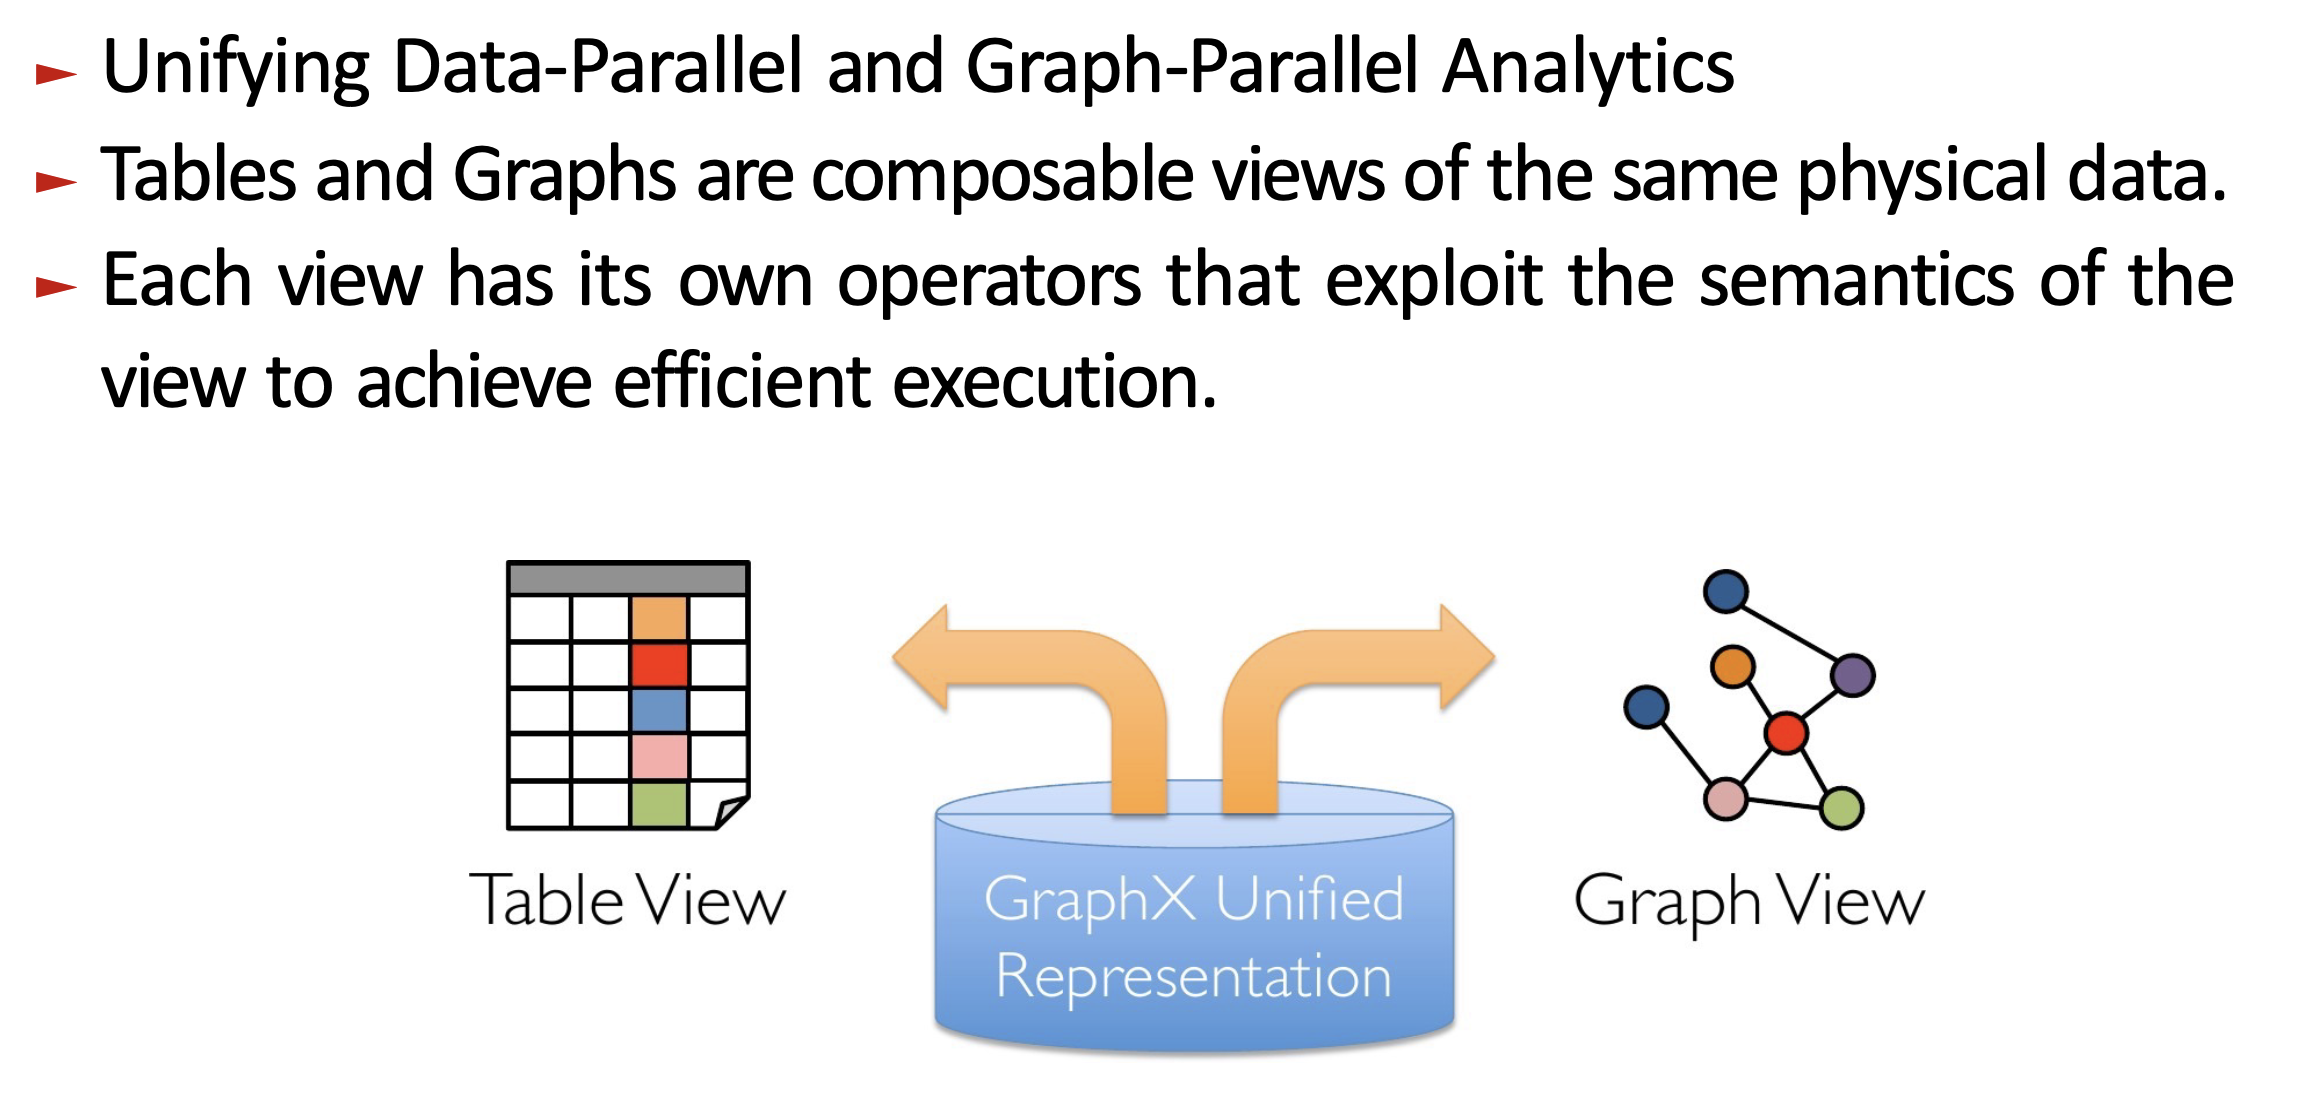 Unifying Data-Parallel and Graph-Parallel Analytics
Tables and Graphs are composable views of the same physical data.
Each view has its own operators that exploit the semantics of the
view to achieve efficient execution.
Table View
GraphX Unified
Representation
Graph View